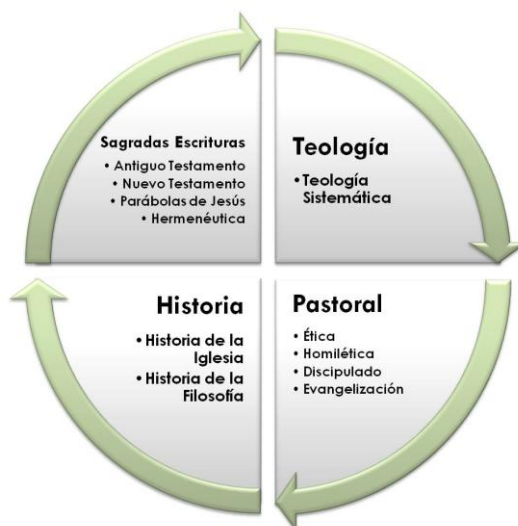 Sagradas Escrituras
• Antiguo Testamento
• Nuevo Testamento
• Parábolas de Jesús
• Hermenéutica
Teología
• Teología
Sistemática
Historia
• Historia de la
Iglesia
• Historia de la
Filosofía
Pastoral
• Ética
• Homilética
• Discipulado
• Evangelización